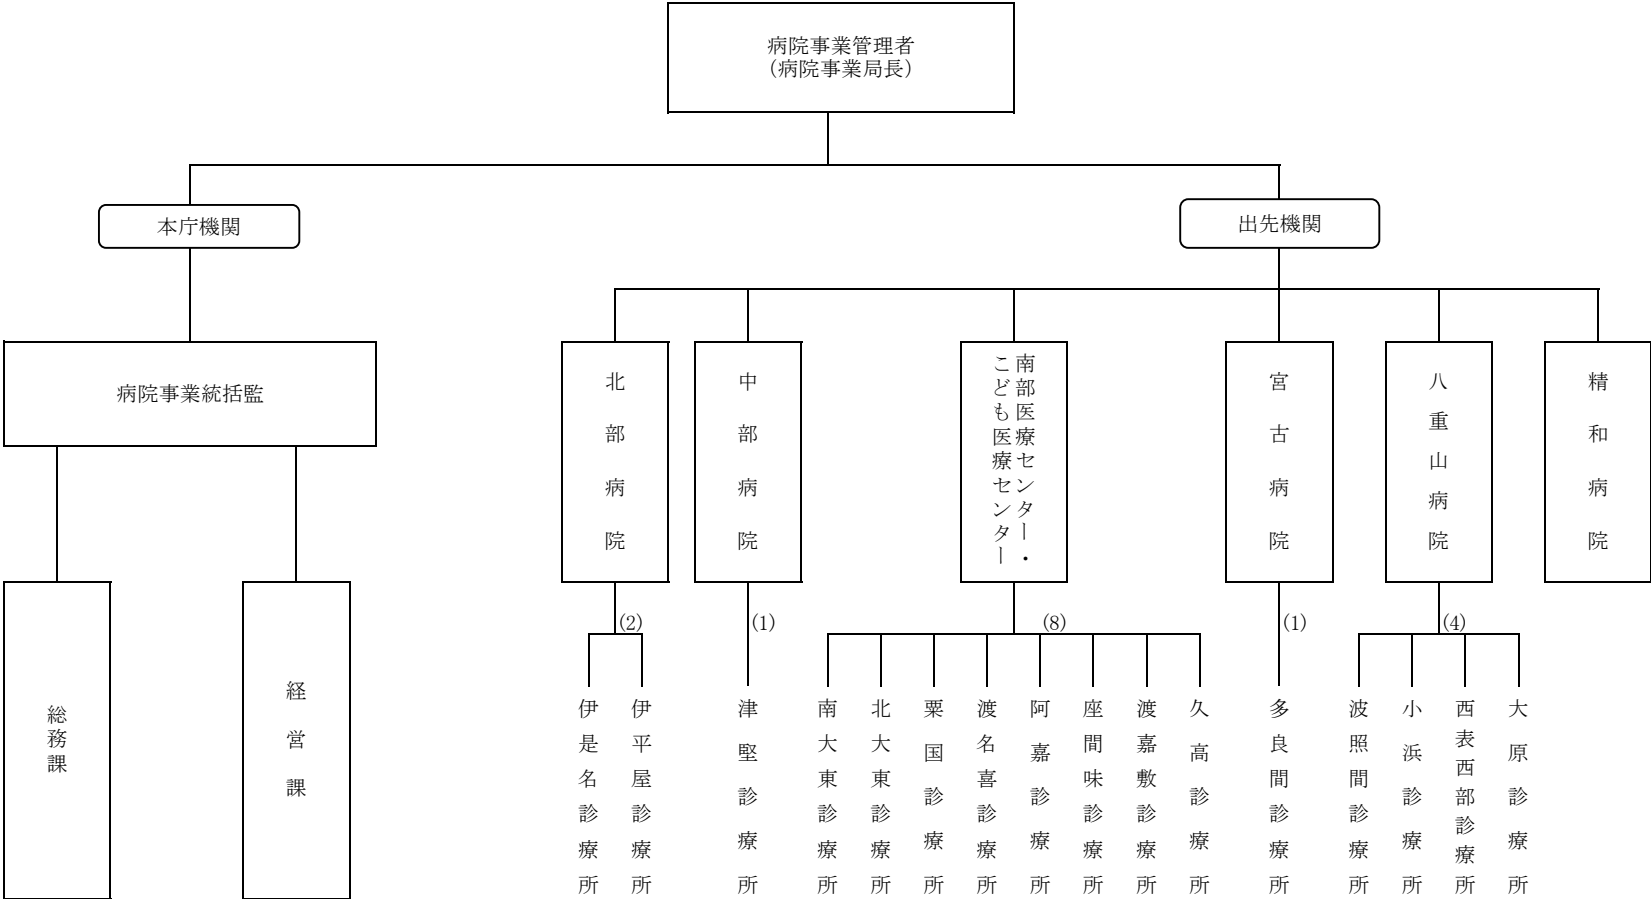 病院事業管理者
(病院事業局長)
本庁機関
出先機関
病院事業統括監
北部病院
中部病院
南部医療センター・
こども医療センター
宮古病院
八重山病院
精和病院
総務課
経営課
(2)
(1)
(8)
(1)
(4)
伊是名診療所
伊平屋診療所
津堅診療所
南大東診療所
北大東診療所
粟国診療所
渡名喜診療所
阿嘉診療所
座間味診療所
渡嘉敷診療所
久高診療所
多良間診療所
波照間診療所
小浜診療所
西表西部診療所
大原診療所